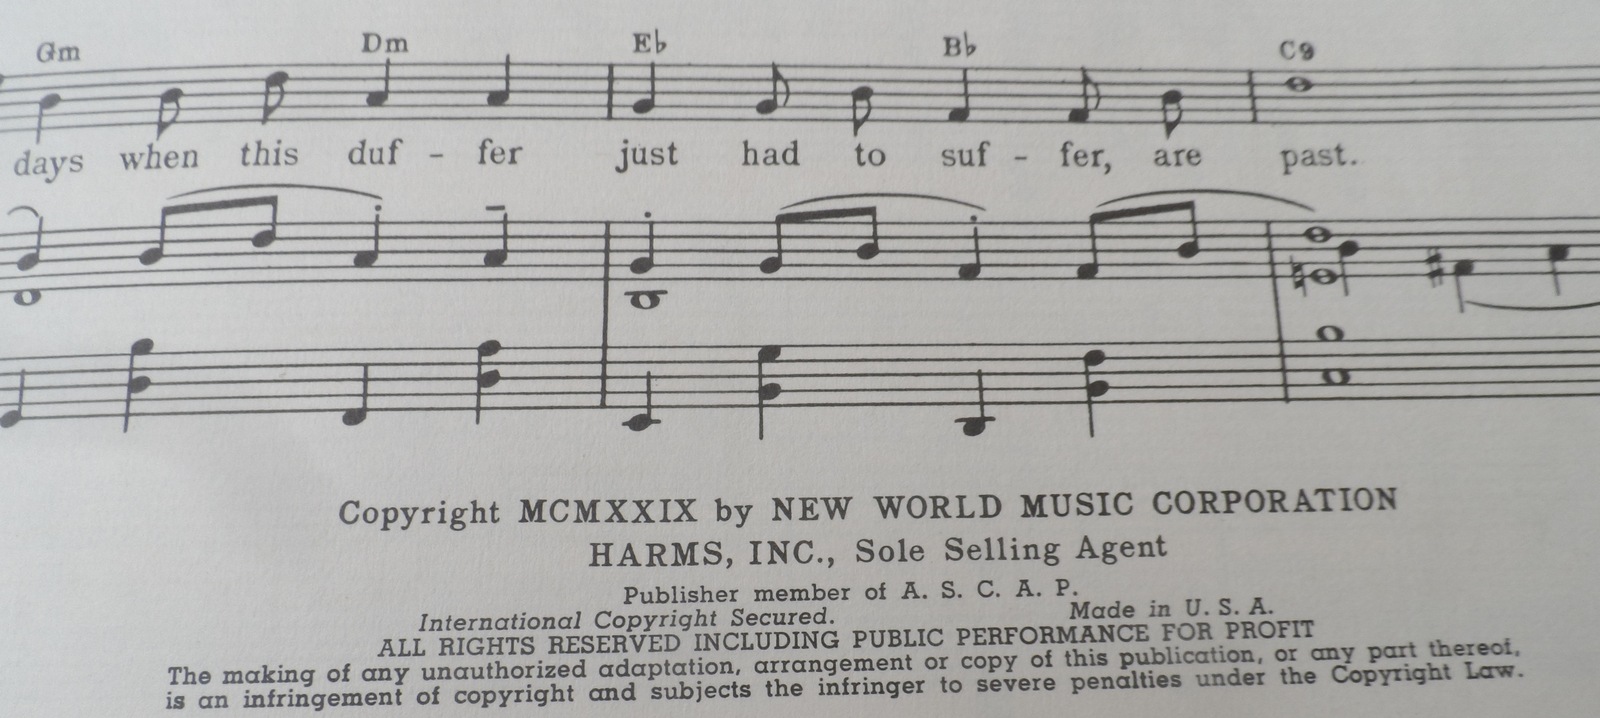 Gm Dm E♭ B♭ C9
days when this duf - fer just had to suf - fer, are past.
Copyright MCMXXIX by NEW WORLD MUSIC CORPORATION
HARMS, INC., Sole Selling Agent
Publisher member of A. S. C. A. P.
International Copyright Secured. Made in U. S. A.
ALL RIGHTS RESERVED INCLUDING PUBLIC PERFORMANCE FOR PROFIT
The making of any unauthorized adaptation, arrangement or copy of this publication, or any part thereof,
is an infringement of copyright and subjects the infringer to severe penalties under the Copyright Law.